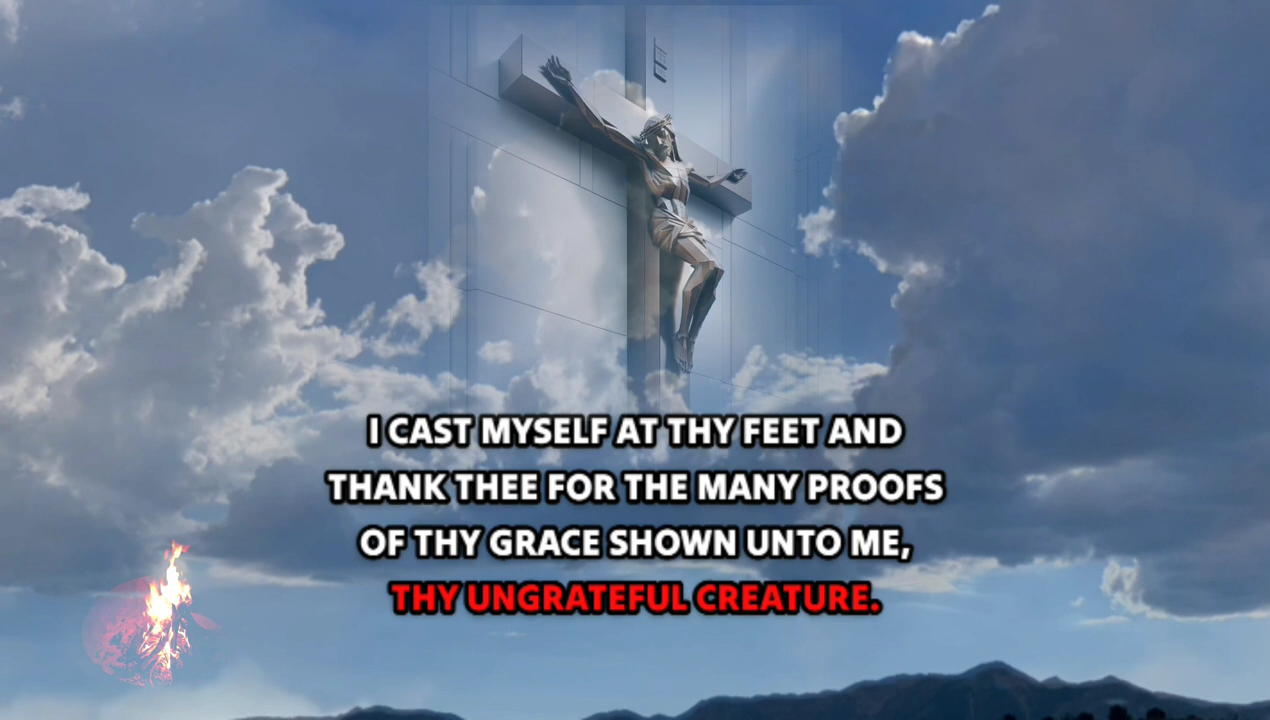 I CAST MYSELF AT THY FEET AND
THANK THEE FOR THE MANY PROOFS
OF THY GRACE SHOWN UNTO ME,
THY UNGRATEFUL CREATURE.